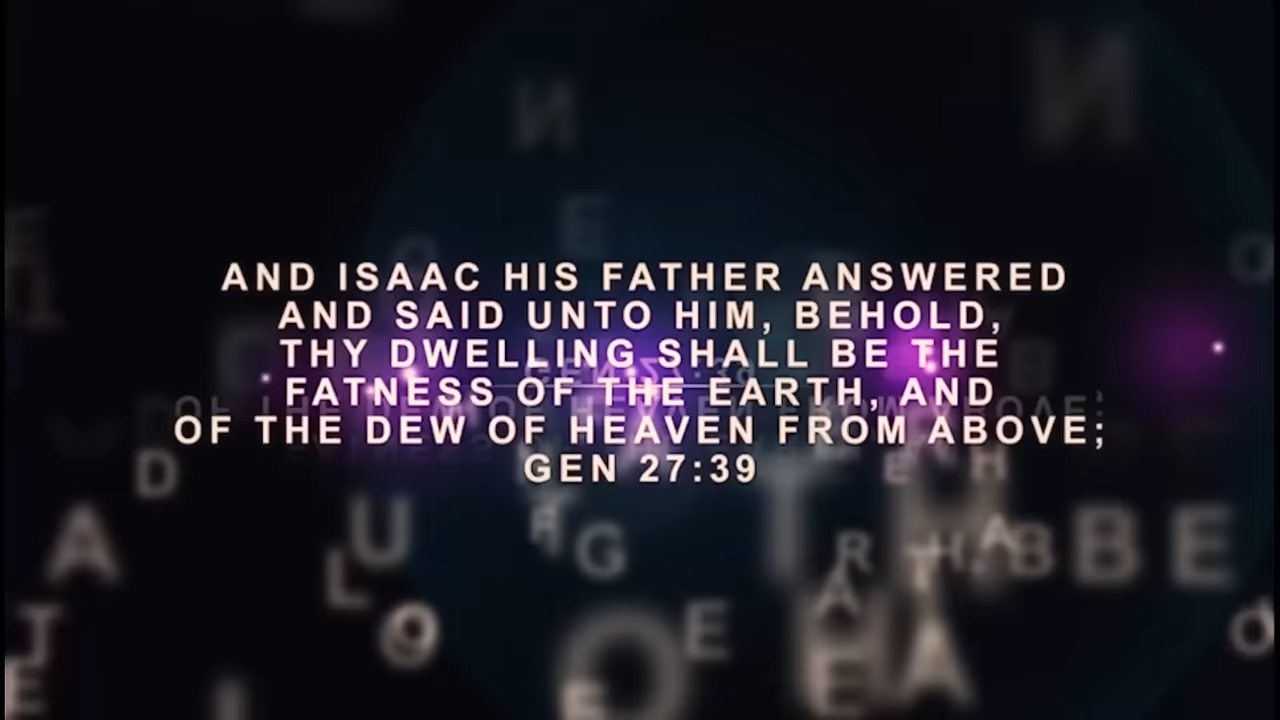 AND ISAAC HIS FATHER ANSWERED
AND SAID UNTO HIM, BEHOLD,
THY DWELLING SHALL BE THE
FATNESS OF THE EARTH, AND
OF THE DEW OF HEAVEN FROM ABOVE;
GEN 27:39